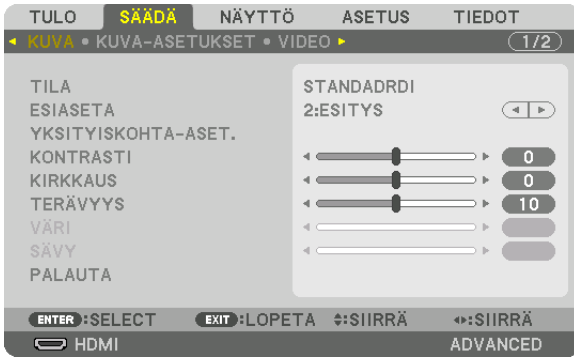 TULO SÄÄDÄ NÄYTTÖ ASETUS TIEDOT
KUVA • KUVA-ASETUKSET • VIDEO 1/2
TILA STANDADRDI
ESIASETA 2:ESITYS
YKSITYISKOHTA-ASET.
KONTRASTI 0
KIRKKAUS 0
TERÄVYYS 10
VÄRI
SÄVY
PALAUTA
ENTER :SELECT EXIT :LOPETA :SIIRRÄ :SIIRRÄ
HDMI ADVANCED